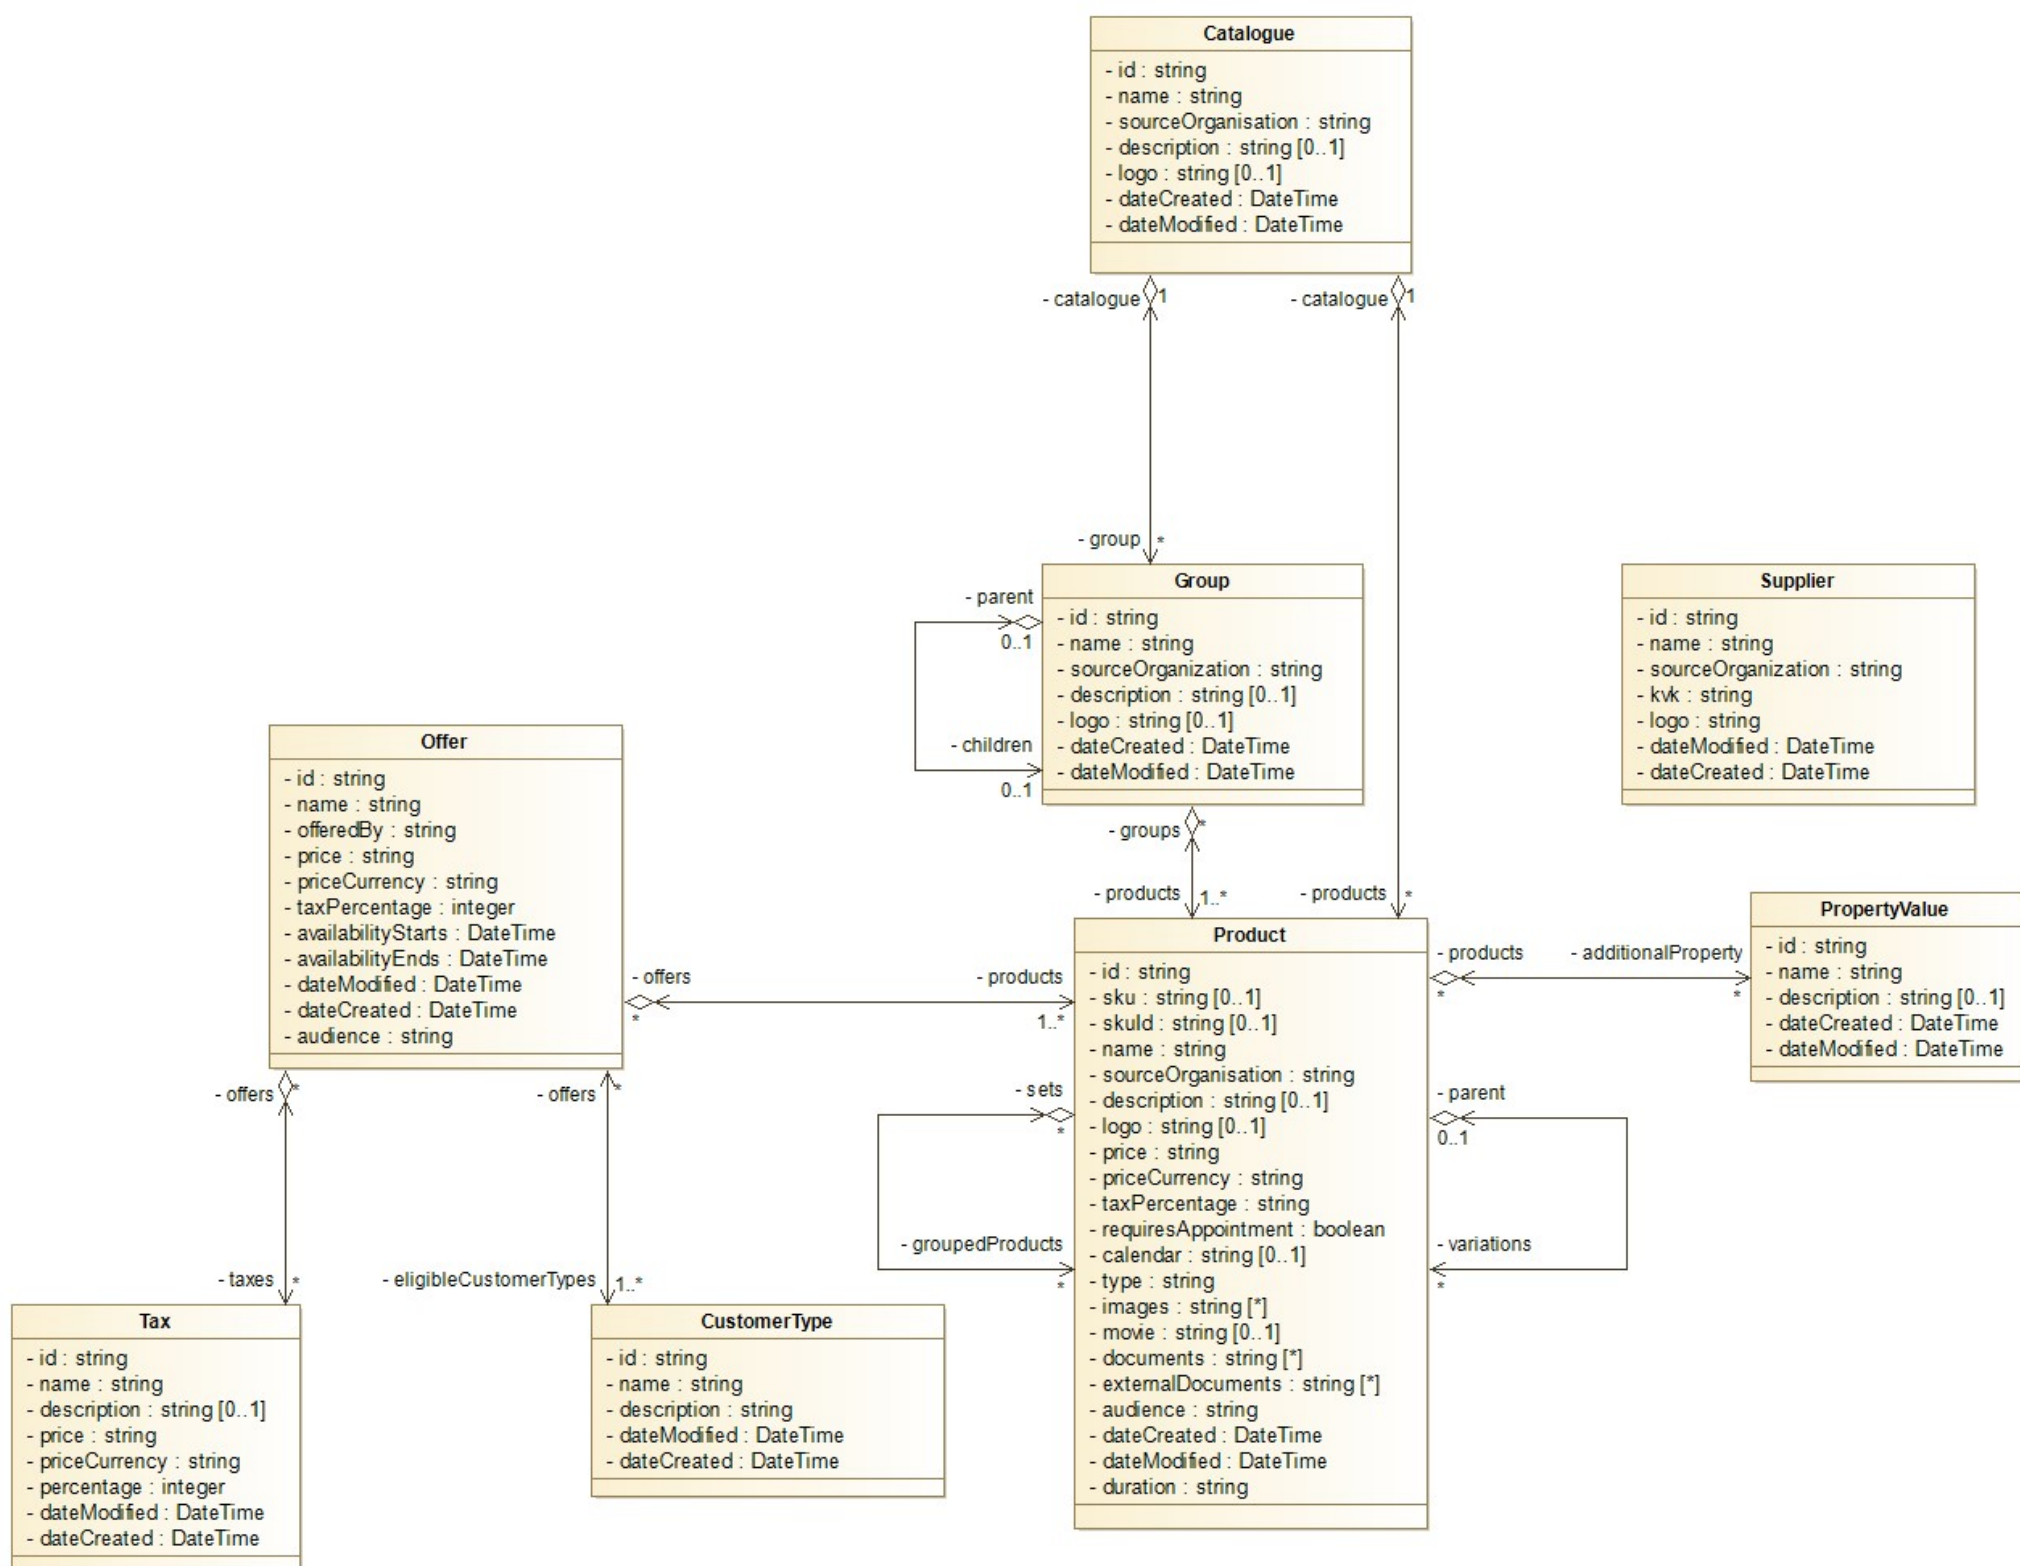 Catalogue
- id : string
- name : string
- sourceOrganisation : string
- description : string [0..1]
- logo : string [0..1]
- dateCreated : DateTime
- dateModified : DateTime
- catalogue 1
- catalogue 1
- group *
Group
- id : string
- name : string
- sourceOrganization : string
- description : string [0..1]
- logo : string [0..1]
- dateCreated : DateTime
- dateModified : DateTime
- parent
0..1
- children
0..1
Supplier
- id : string
- name : string
- sourceOrganization : string
- kvk : string
- logo : string
- dateModified : DateTime
- dateCreated : DateTime
- groups *
- products 1..*
- products *
Offer
- id : string
- name : string
- offeredBy : string
- price : string
- priceCurrency : string
- taxPercentage : integer
- availabilityStarts : DateTime
- availabilityEnds : DateTime
- dateModified : DateTime
- dateCreated : DateTime
- audience : string
- offers
*
- products
1..*
Product
- id : string
- sku : string [0..1]
- skuId : string [0..1]
- name : string
- sourceOrganisation : string
- description : string [0..1]
- logo : string [0..1]
- price : string
- priceCurrency : string
- taxPercentage : string
- requiresAppointment : boolean
- calendar : string [0..1]
- type : string
- images : string [*]
- movie : string [0..1]
- documents : string [*]
- externalDocuments : string [*]
- audience : string
- dateCreated : DateTime
- dateModified : DateTime
- duration : string
- products
*
- additionalProperty
*
PropertyValue
- id : string
- name : string
- description : string [0..1]
- dateCreated : DateTime
- dateModified : DateTime
- sets
*
- groupedProducts
*
- parent
0..1
- variations
*
- offers *
- offers *
- taxes *
- eligibleCustomerTypes 1..*
Tax
- id : string
- name : string
- description : string [0..1]
- price : string
- priceCurrency : string
- percentage : integer
- dateModified : DateTime
- dateCreated : DateTime
CustomerType
- id : string
- name : string
- description : string
- dateModified : DateTime
- dateCreated : DateTime